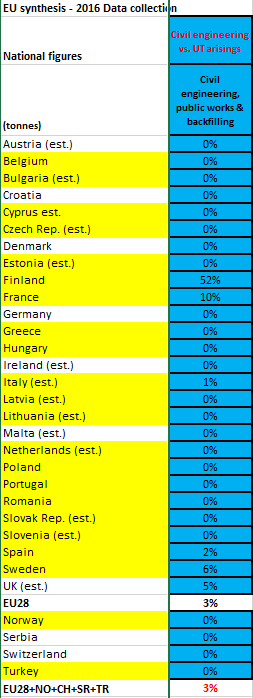 EU synthesis - 2016 Data collection
Civil engineering
vs. UT arisings
National figures
Civil
engineering,
public works &
backfilling
(tonnes)
Austria (est.) 0%
Belgium 0%
Bulgaria (est.) 0%
Croatia 0%
Cyprus est. 0%
Czech Rep. (est.) 0%
Denmark 0%
Estonia (est.) 0%
Finland 52%
France 10%
Germany 0%
Greece 0%
Hungary 0%
Ireland (est.) 0%
Italy (est.) 1%
Latvia (est.) 0%
Lithuania (est.) 0%
Malta (est.) 0%
Netherlands (est.) 0%
Poland 0%
Portugal 0%
Romania 0%
Slovak Rep. (est.) 0%
Slovenia (est.) 0%
Spain 2%
Sweden 6%
UK (est.) 5%
EU28 3%
Norway 0%
Serbia 0%
Switzerland 0%
Turkey 0%
EU28+NO+CH+SR+TR 3%